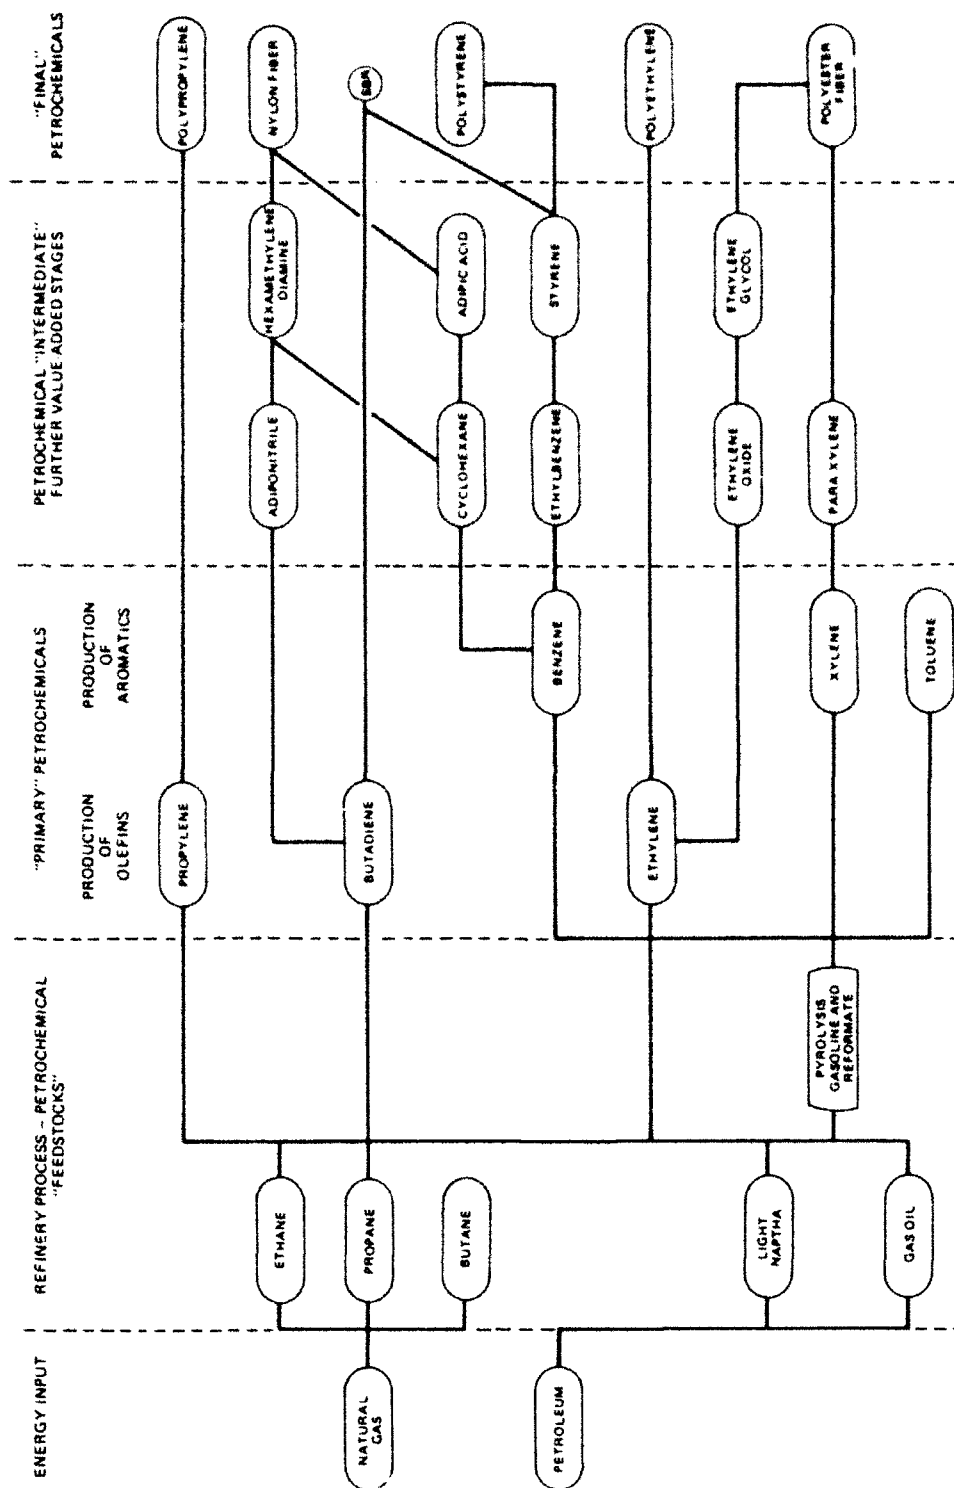 ENERGY INPUT
REFINERY PROCESS – PETROCHEMICAL
"FEEDSTOCKS"
"PRIMARY" PETROCHEMICALS
PRODUCTION
OF
OLEFINS
PRODUCTION
OF
AROMATICS
PETROCHEMICAL "INTERMEDIATE"
FURTHER VALUE ADDED STAGES
"FINAL"
PETROCHEMICALS
PROPYLENE
POLYPROPYLENE
ADIPONITRILE
HEXAMETHYLENE
DIAMINE
NYLON FIBER
ETHANE
NATURAL
GAS
PROPANE
BUTADIENE
SBR
BUTANE
CYCLOHEXANE
ADIPIC ACID
POLYSTYRENE
PETROLEUM
BENZENE
ETHYLBENZENE
STYRENE
ETHYLENE
POLYETHYLENE
LIGHT
NAPTHA
ETHYLENE
OXIDE
ETHYLENE
GLYCOL
PYROLYSIS
GASOLINE AND
REFORMATE
XYLENE
PARAXYLENE
POLYESTER
FIBER
GAS OIL
TOLUENE